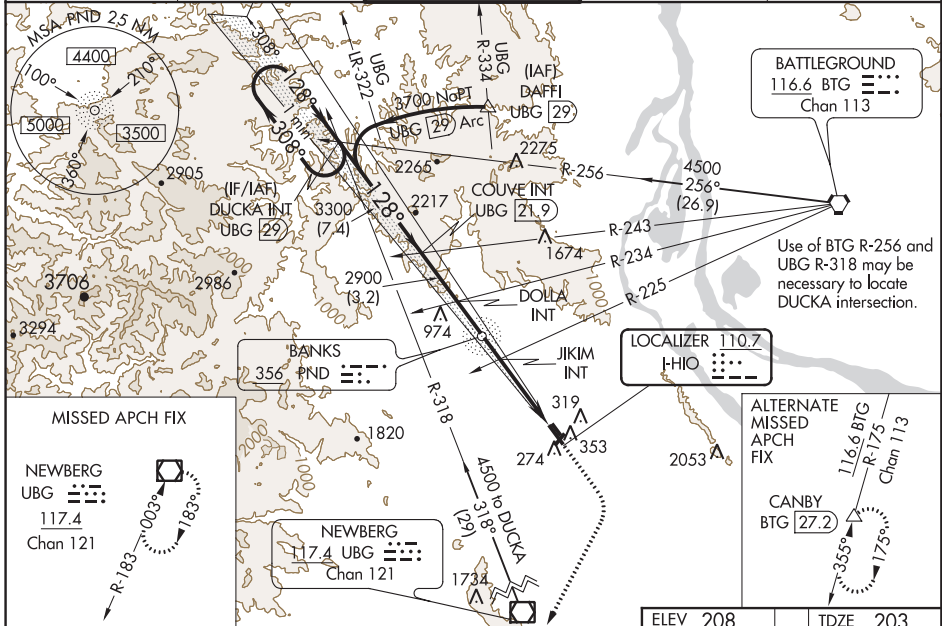 MSA PND 25 NM
4400
100°
210°
5000
3500
360°
2905
308°
128°
1 min
308°
UBG
R-322
UBG
R-334
(IAF)
DAFFI
UBG 29
3700 NoPT
UBG 29 Arc
2275
2265
R-256
4500
256°
(26.9)
BATTLEGROUND
116.6 BTG
Chan 113
(IF/IAF)
DUCKA INT
UBG 29
3300
(7.4)
128°
2217
COUVE INT
UBG 21.9
R-243
1674
R-234
R-225
Use of BTG R-256 and
UBG R-318 may be
necessary to locate
DUCKA intersection.
3706
2986
3294
2900
(3.2)
974
DOLLA
INT
1000
1000
BANKS
356 PND
JIKIM
INT
LOCALIZER 110.7
I-HIO
R-318
319
353
274
2053
1820
MISSED APCH FIX
NEWBERG
UBG
117.4
Chan 121
003°
183°
R-183
4500 to DUCKA
318°
(29)
NEWBERG
117.4 UBG
Chan 121
1734
ALTERNATE
MISSED
APCH
FIX
116.6 BTG
R-175
Chan 113
CANBY
BTG 27.2
355°
175°
ELEV 208
TDZE 203